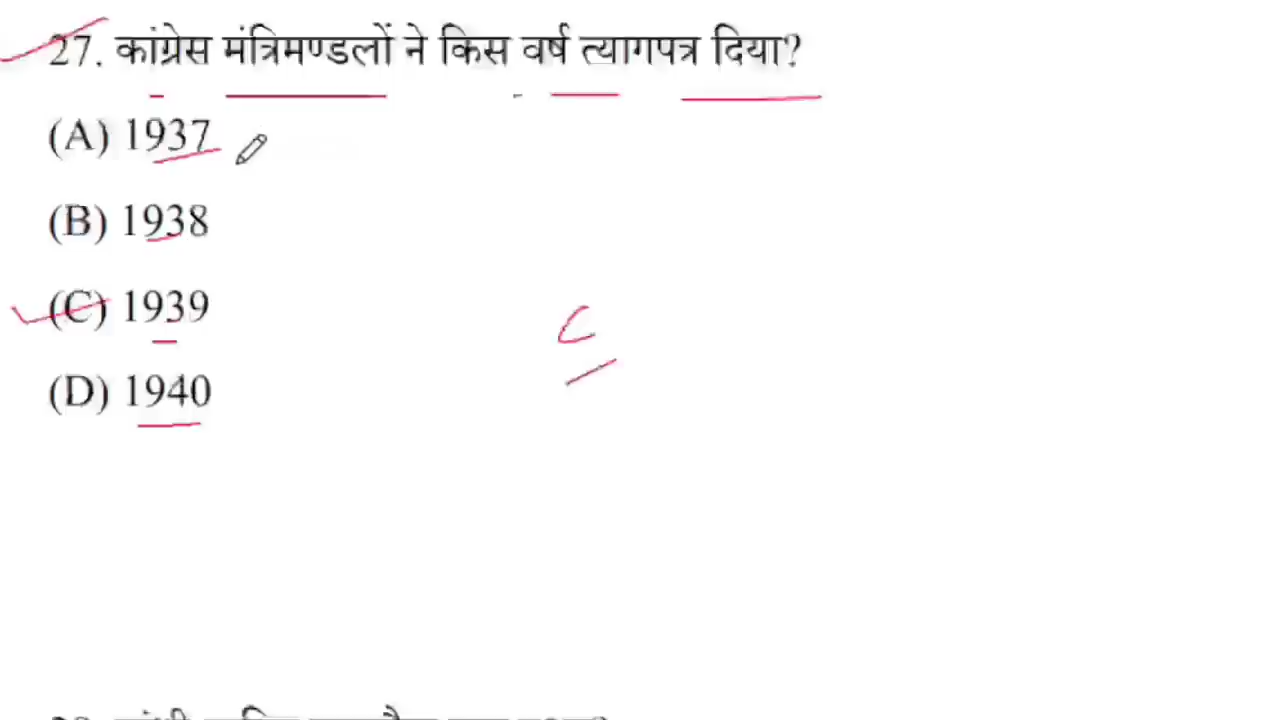 27. कांग्रेस मंत्रिमण्डलों ने किस वर्ष त्यागपत्र दिया?
(A) 1937
(B) 1938
(C) 1939
C
(D) 1940